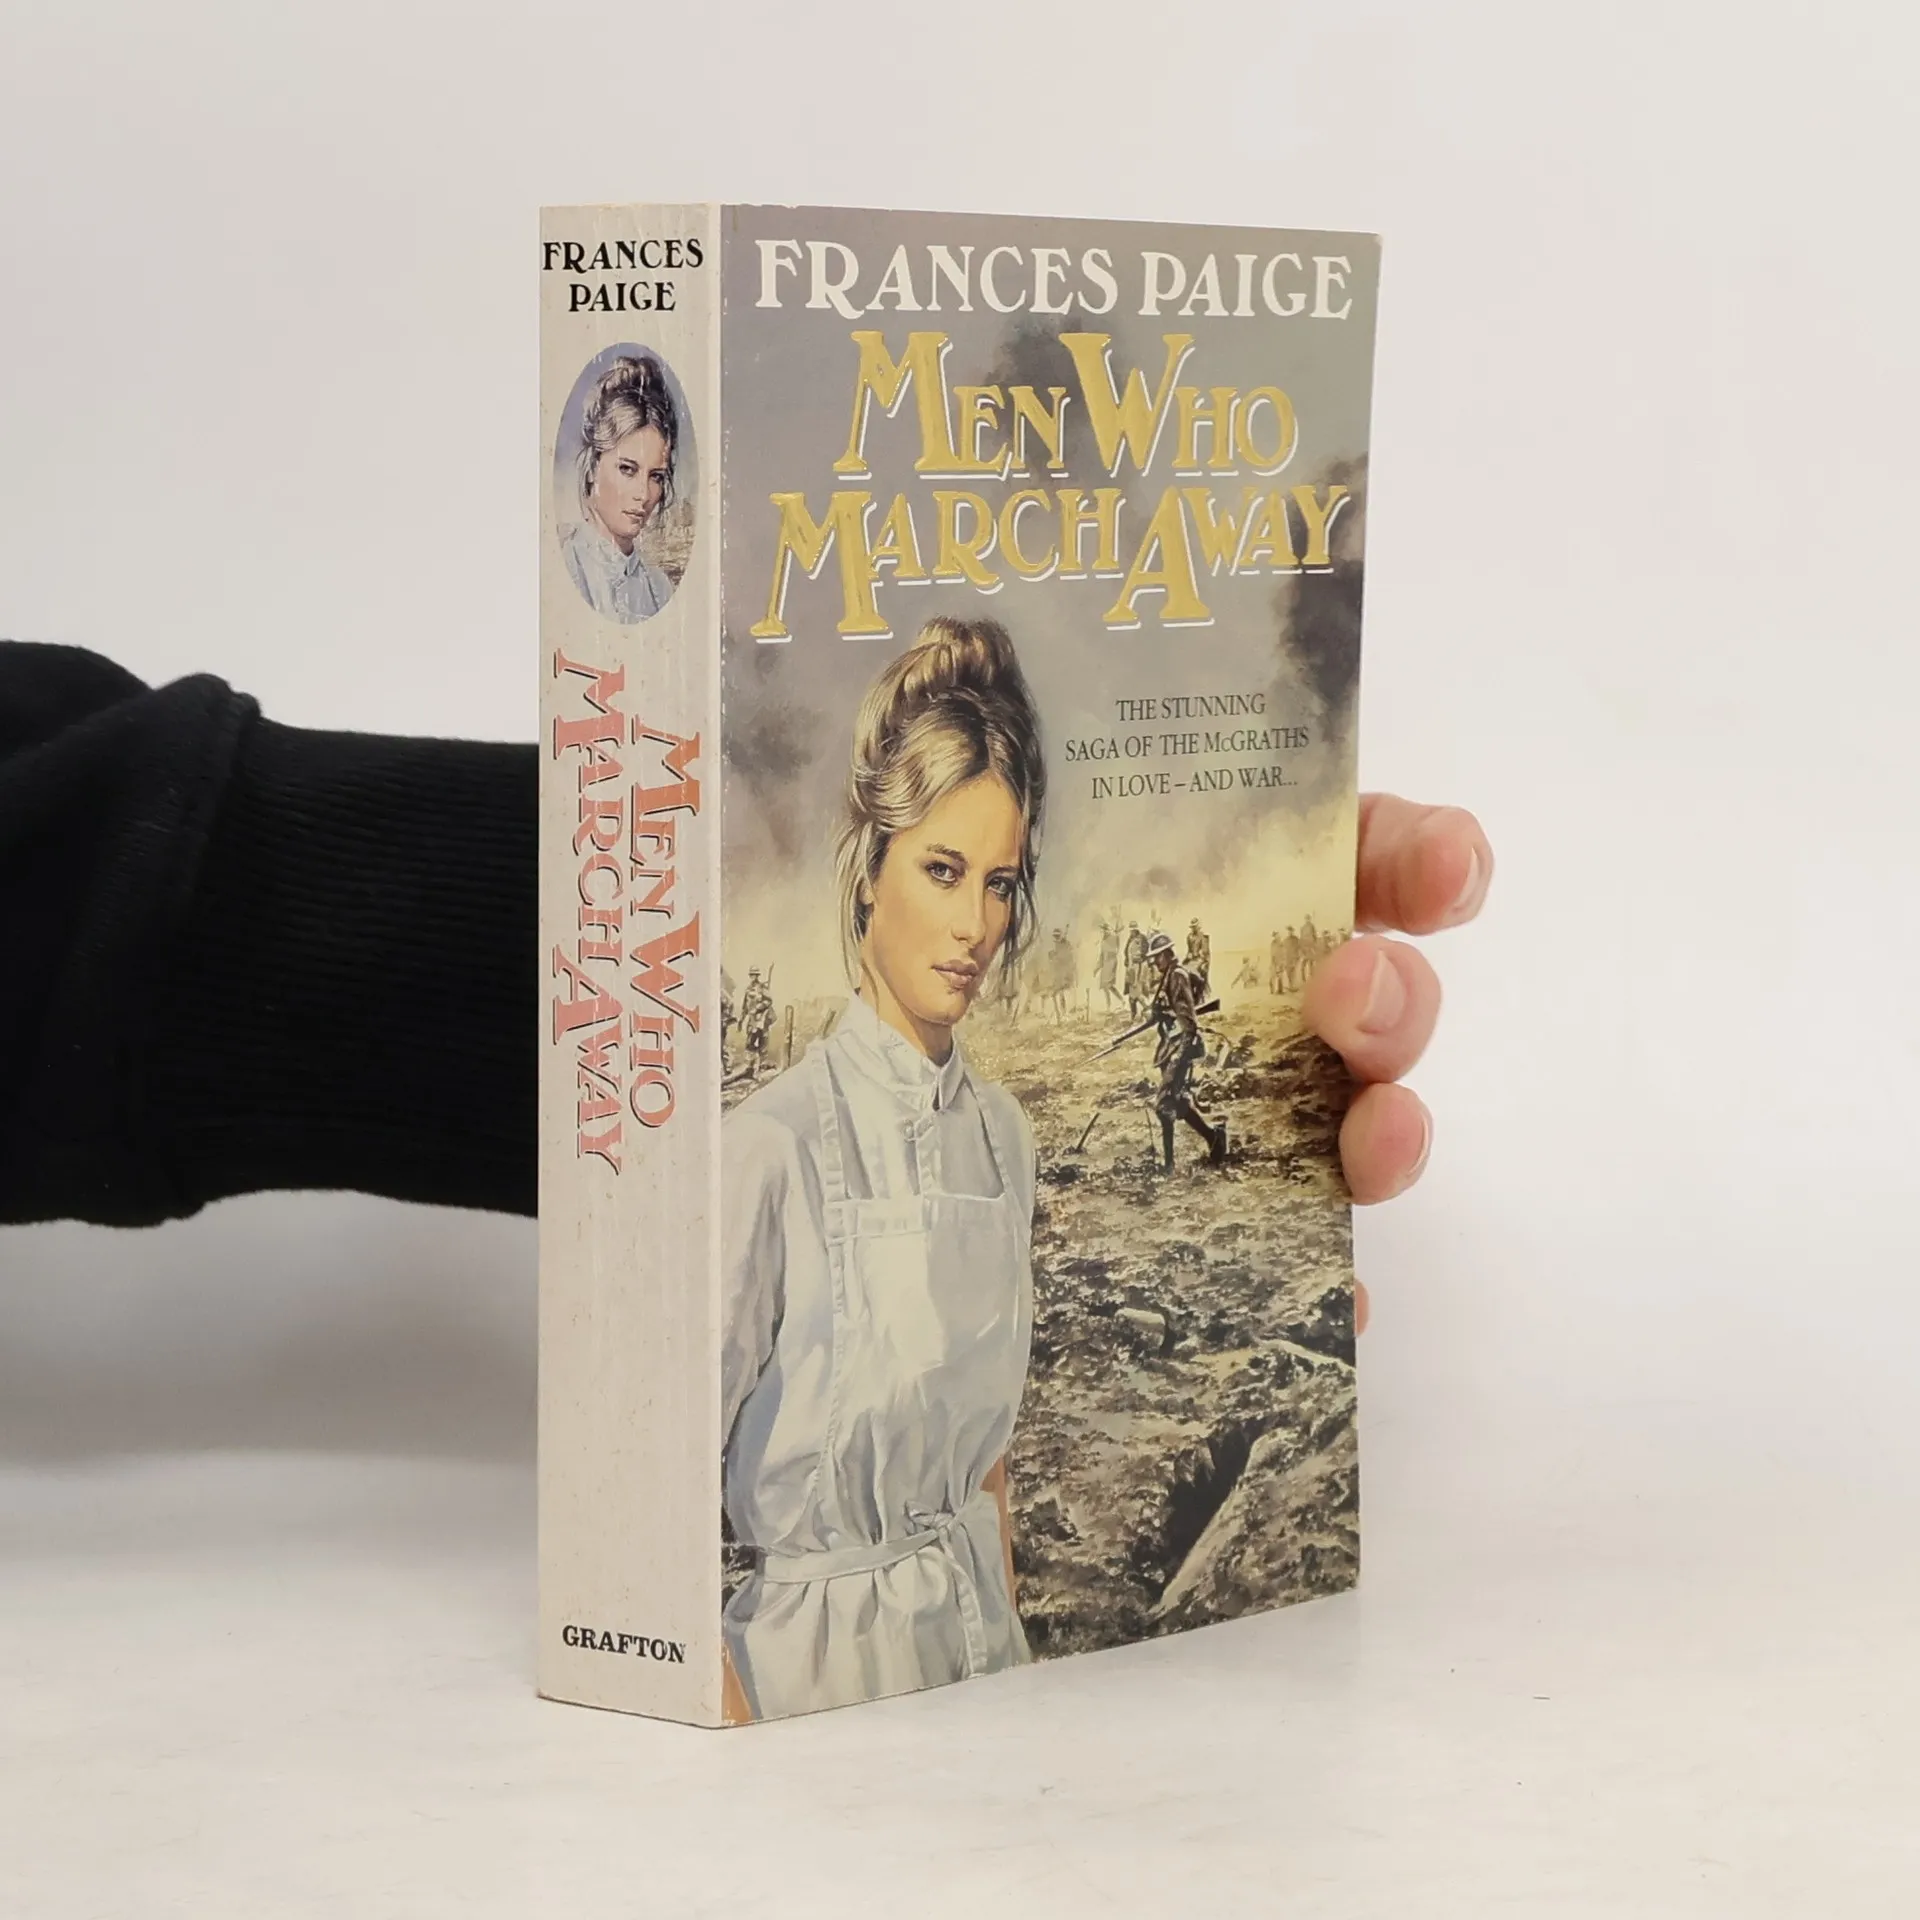 FRANCES
PAIGE
MEN WHO
MARCH AWAY
GRAFTON
FRANCES PAIGE
MEN WHO
MARCH AWAY
THE STUNNING
SAGA OF THE McGRATHS
IN LOVE – AND WAR...